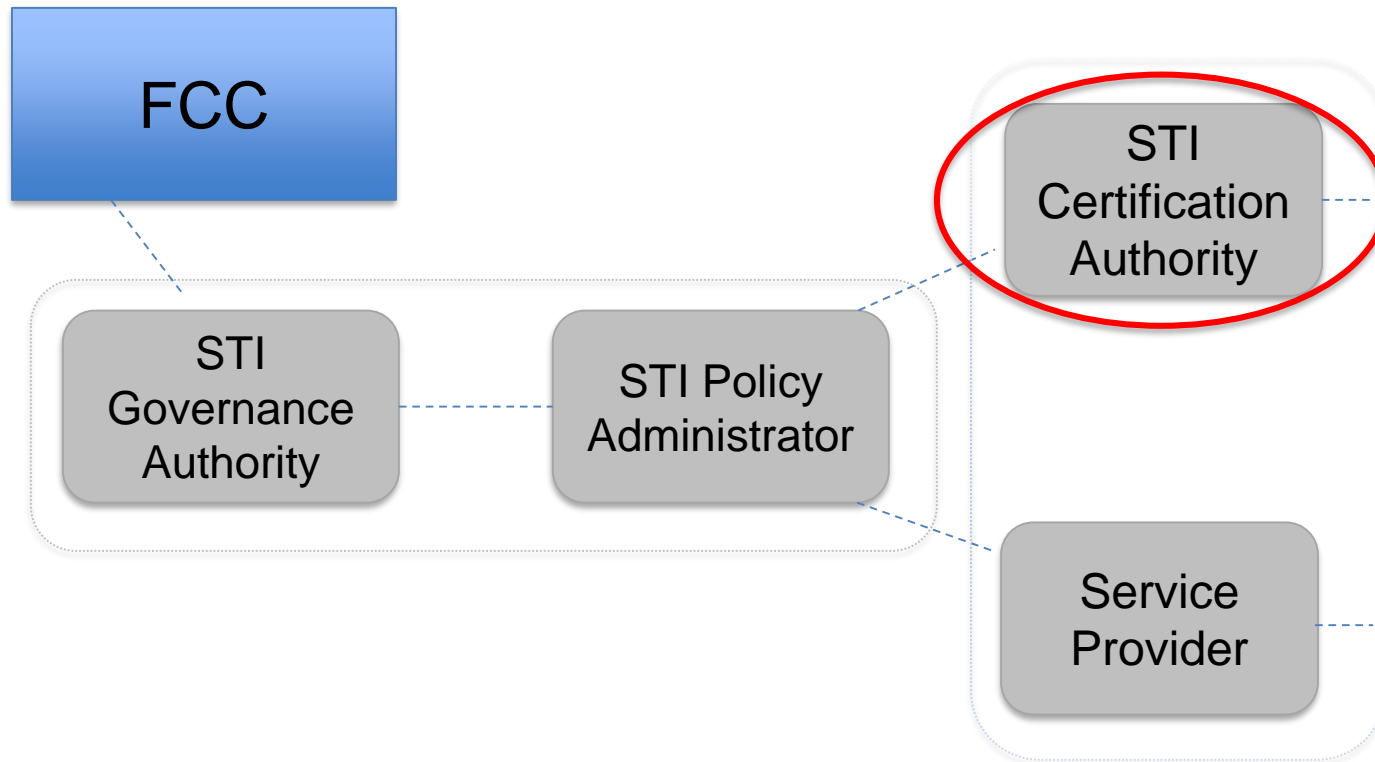 FCC
STI
Governance
Authority
STI Policy
Administrator
STI
Certification
Authority
Service
Provider